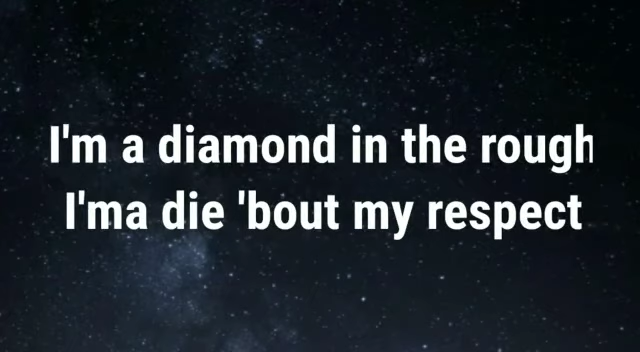 I'm a diamond in the rough
I'ma die 'bout my respect